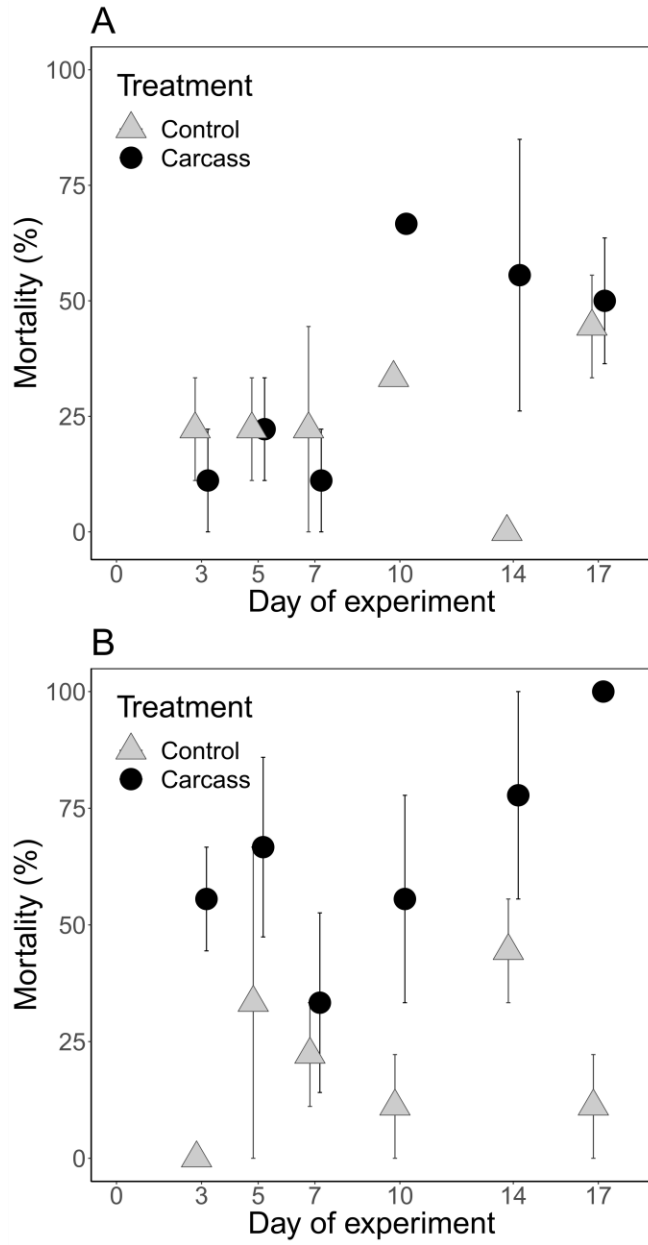 A
100
75
50
25
0
Mortality (%)
Treatment
Control
Carcass
0 3 5 7 10 14 17
Day of experiment
B
100
75
50
25
0
Mortality (%)
Treatment
Control
Carcass
0 3 5 7 10 14 17
Day of experiment